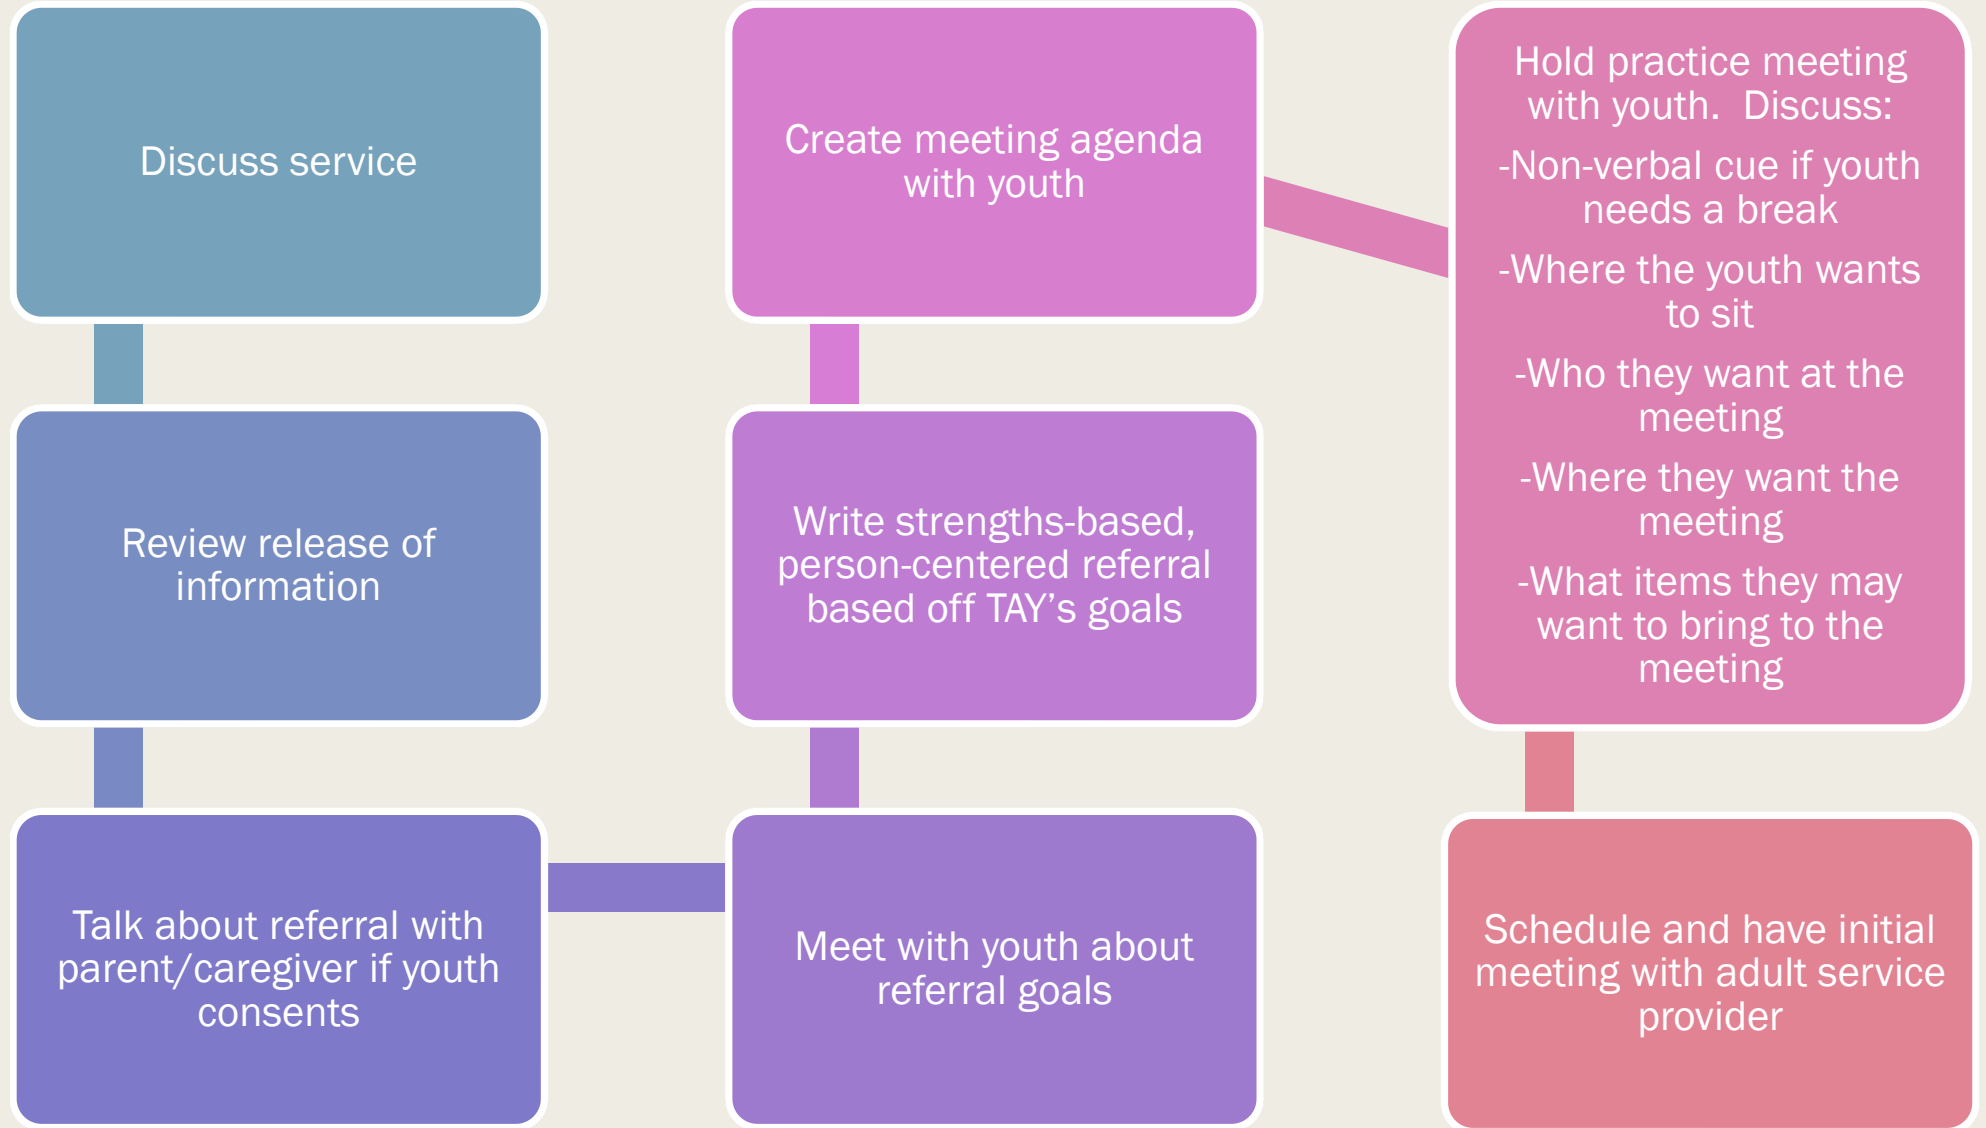 Discuss service
Review release of
information
Talk about referral with
parent/caregiver if youth
consents
Meet with youth about
referral goals
Write strengths-based,
person-centered referral
based off TAY’s goals
Create meeting agenda
with youth
Hold practice meeting
with youth.  Discuss:
-Non-verbal cue if youth
needs a break
-Where the youth wants
to sit
-Who they want at the
meeting
-Where they want the
meeting
-What items they may
want to bring to the
meeting
Schedule and have initial
meeting with adult service
provider